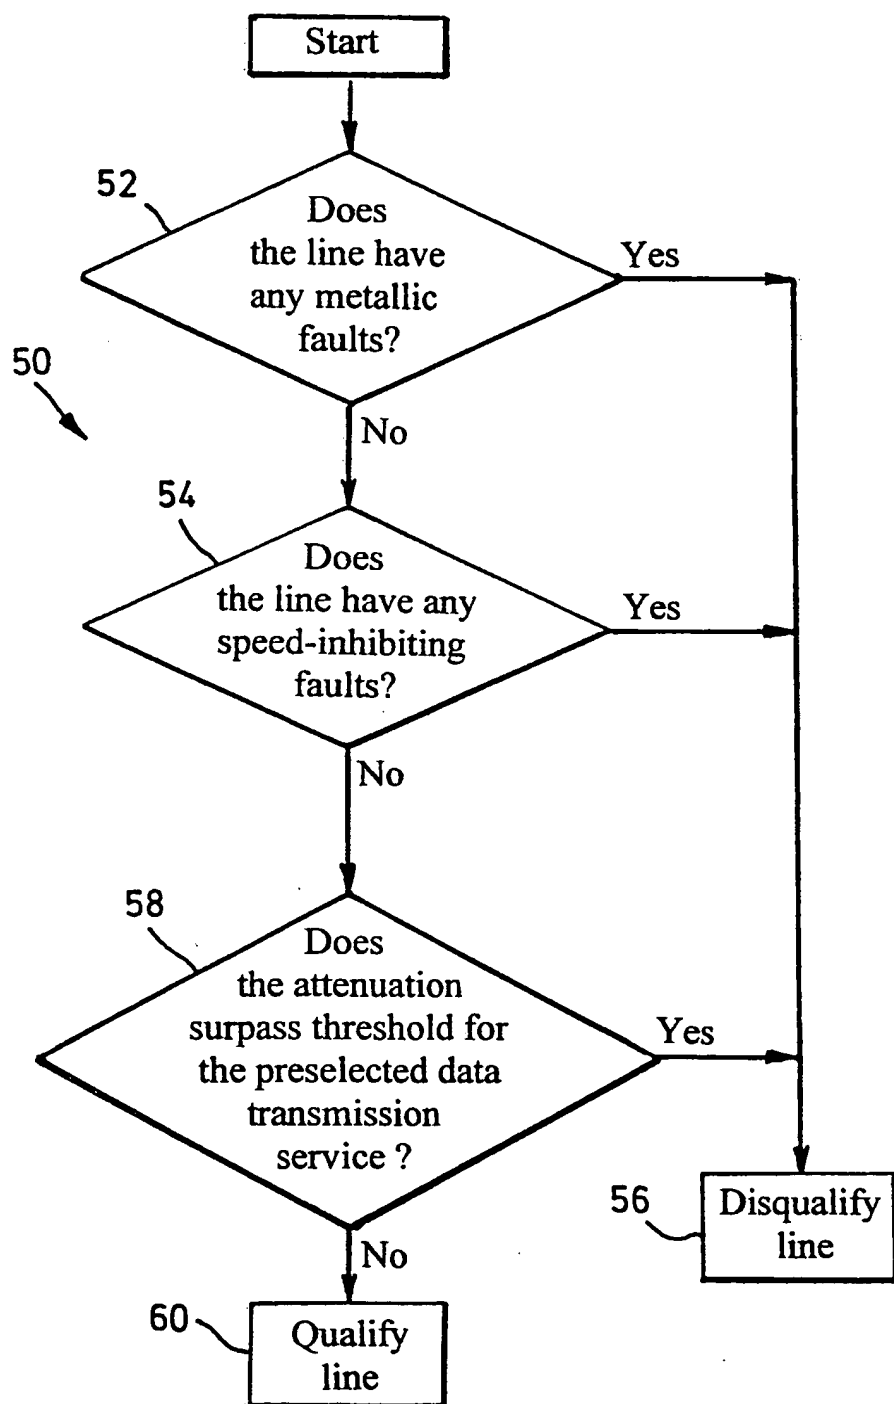 Start
52
Does
the line have
any metallic
faults?
Yes
50
No
54
Does
the line have any
speed-inhibiting
faults?
Yes
No
58
Does
the attenuation
surpass threshold for
the preselected data
transmission
service ?
Yes
56
Disqualify
line
No
60
Qualify
line